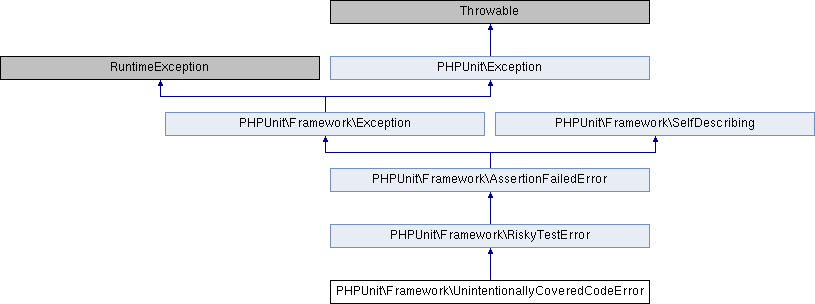 Throwable
RuntimeException
PHPUnit\Exception
PHPUnit\Framework\Exception
PHPUnit\Framework\SelfDescribing
PHPUnit\Framework\AssertionFailedError
PHPUnit\Framework\RiskyTestError
PHPUnit\Framework\UnintentionallyCoveredCodeError